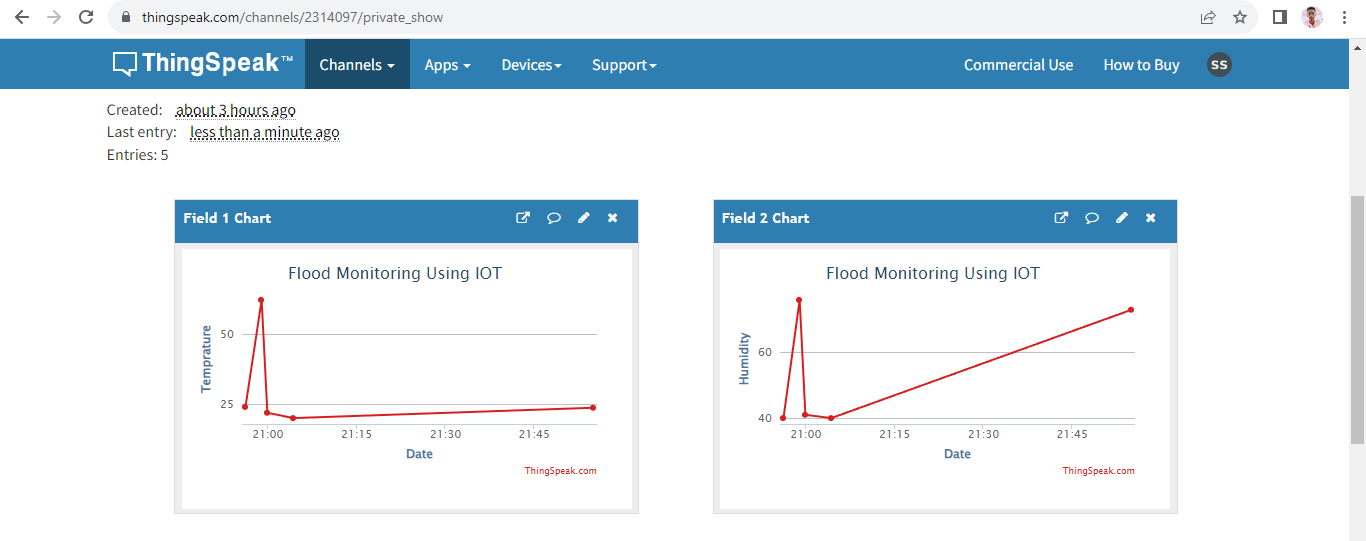 thingspeak.com/channels/2314097/private_show
ThingSpeak™ Channels Apps Devices Support Commercial Use How to Buy SS
Created: about 3 hours ago
Last entry: less than a minute ago
Entries: 5
Field 1 Chart
Flood Monitoring Using IOT
Temprature
50
25
21:00 21:15 21:30 21:45
Date
ThingSpeak.com
Field 2 Chart
Flood Monitoring Using IOT
Humidity
60
40
21:00 21:15 21:30 21:45
Date
ThingSpeak.com